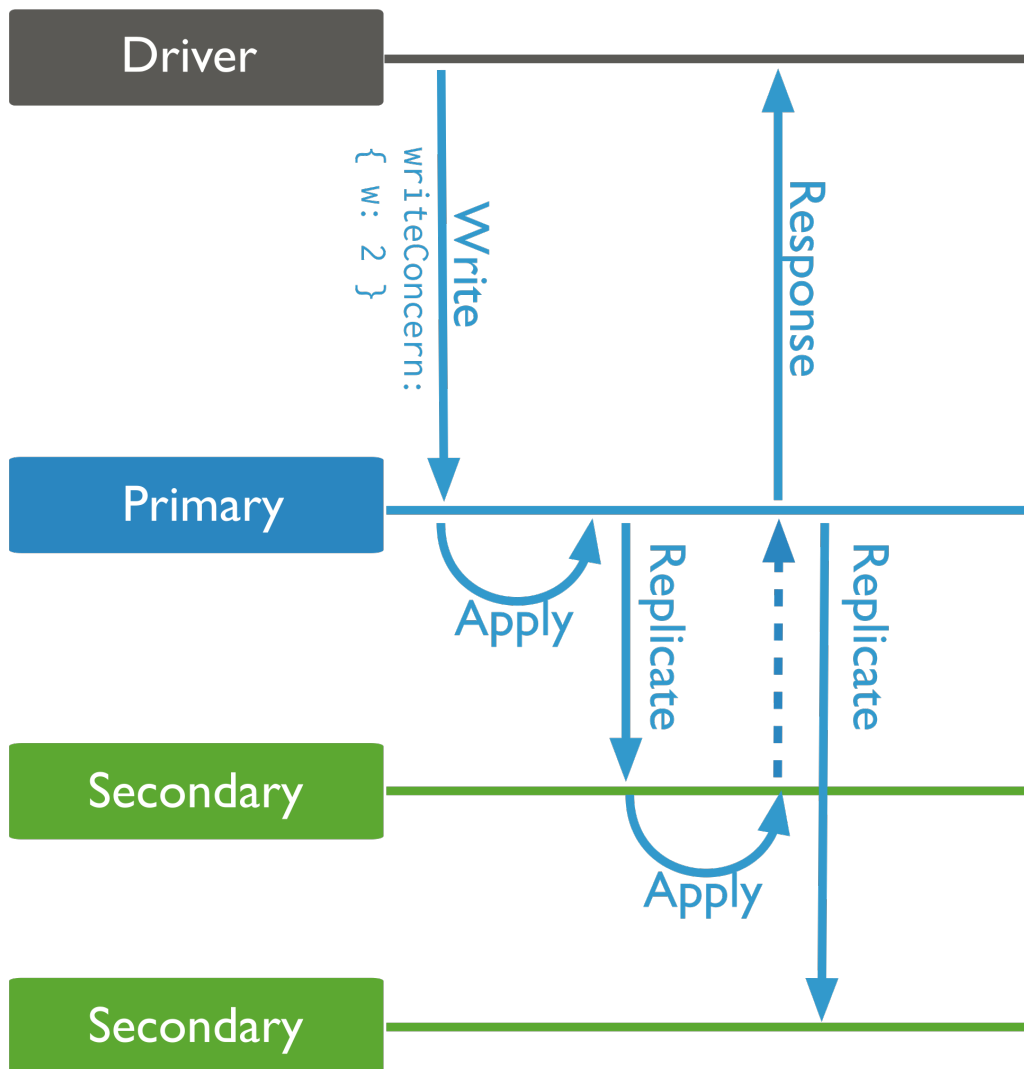 Driver
writeConcern:
{ w: 2 }
Write
Response
Primary
Apply
Replicate
Replicate
Secondary
Apply
Secondary